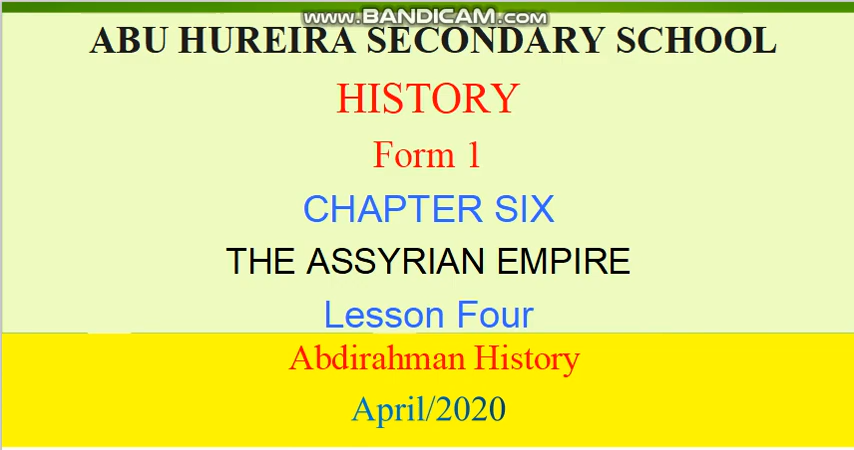 www.BANDICAM.com
ABU HUREIRA SECONDARY SCHOOL
HISTORY
Form 1
CHAPTER SIX
THE ASSYRIAN EMPIRE
Lesson Four
Abdirahman History
April/2020